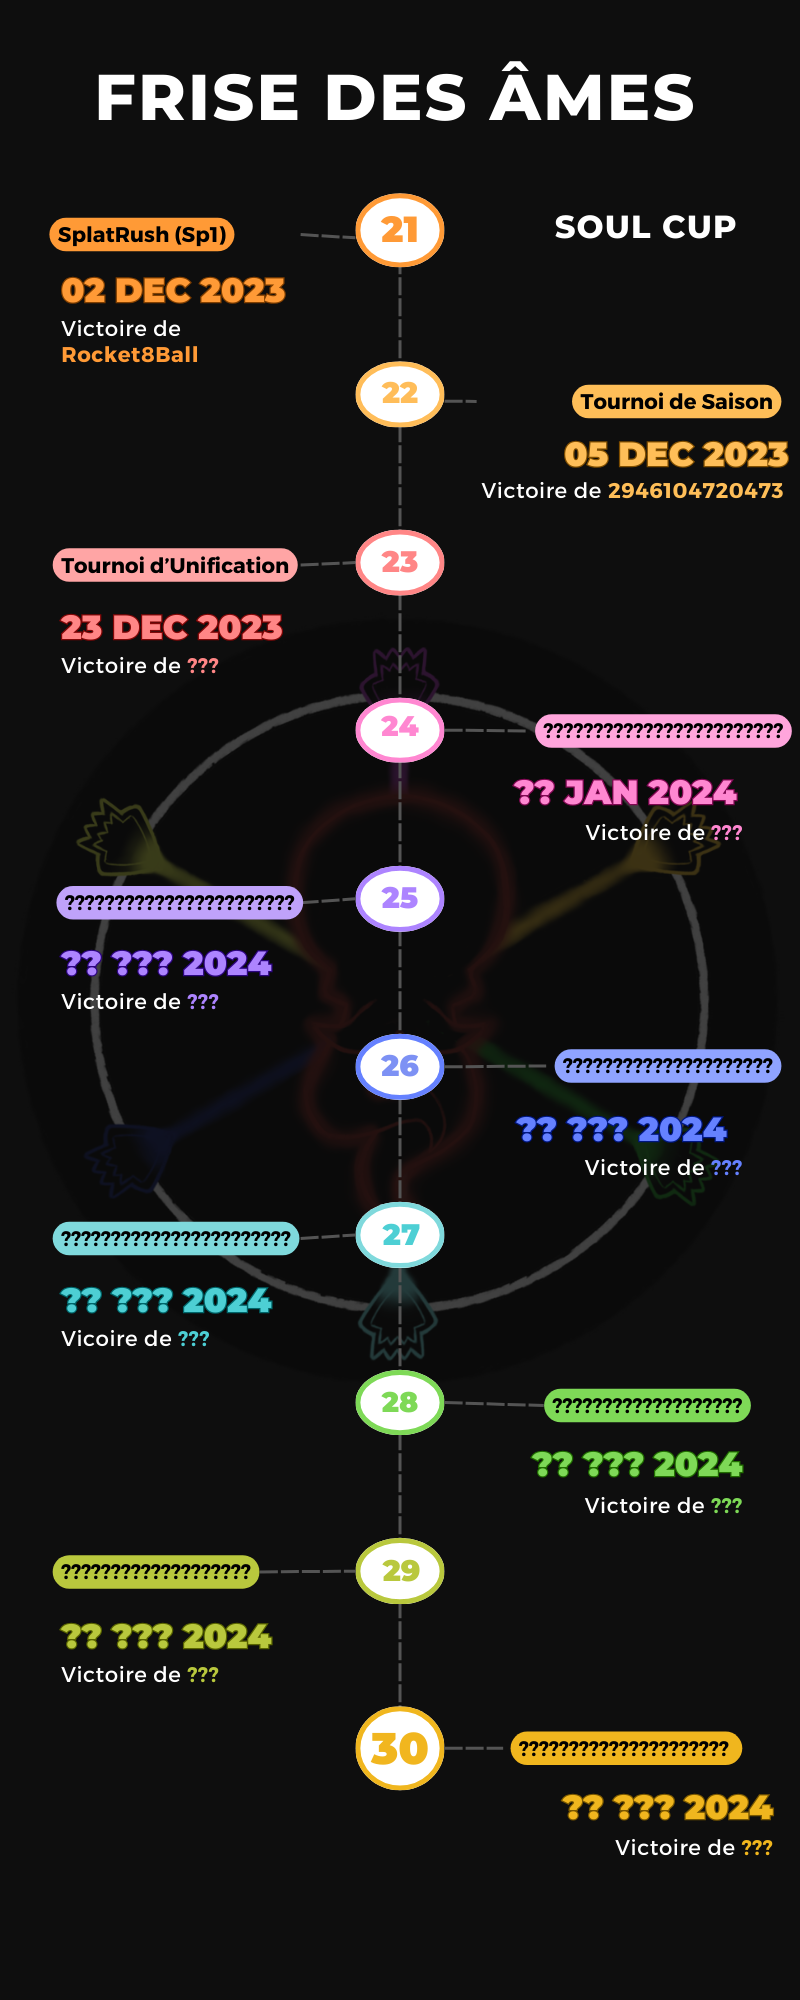 FRISE DES ÂMES
SOUL CUP
21
SplatRush (Sp1)
02 DEC 2023
Victoire de
Rocket8Ball
22
Tournoi de Saison
05 DEC 2023
Victoire de 2946104720473
23
Tournoi d’Unification
23 DEC 2023
Victoire de ???
24
????????????????????????
?? JAN 2024
Victoire de ???
25
???????????????????????
?? ??? 2024
Victoire de ???
26
?????????????????????
?? ??? 2024
Victoire de ???
27
???????????????????????
?? ??? 2024
Vicoire de ???
28
???????????????????
?? ??? 2024
Victoire de ???
29
???????????????????
?? ??? 2024
Victoire de ???
30
?????????????????????
?? ??? 2024
Victoire de ???